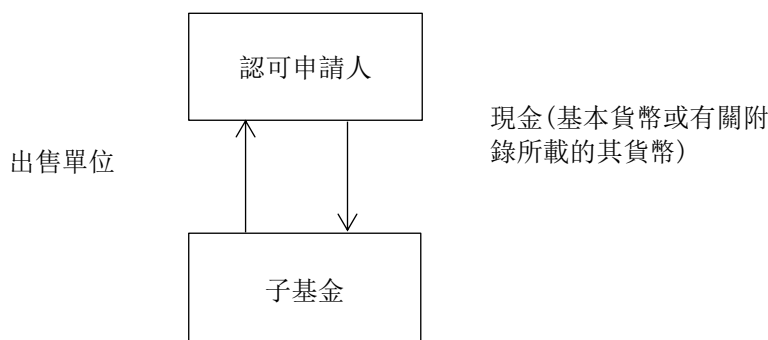 認可申請人
現金(基本貨幣或有關附
錄所載的其貨幣)
出售單位
子基金